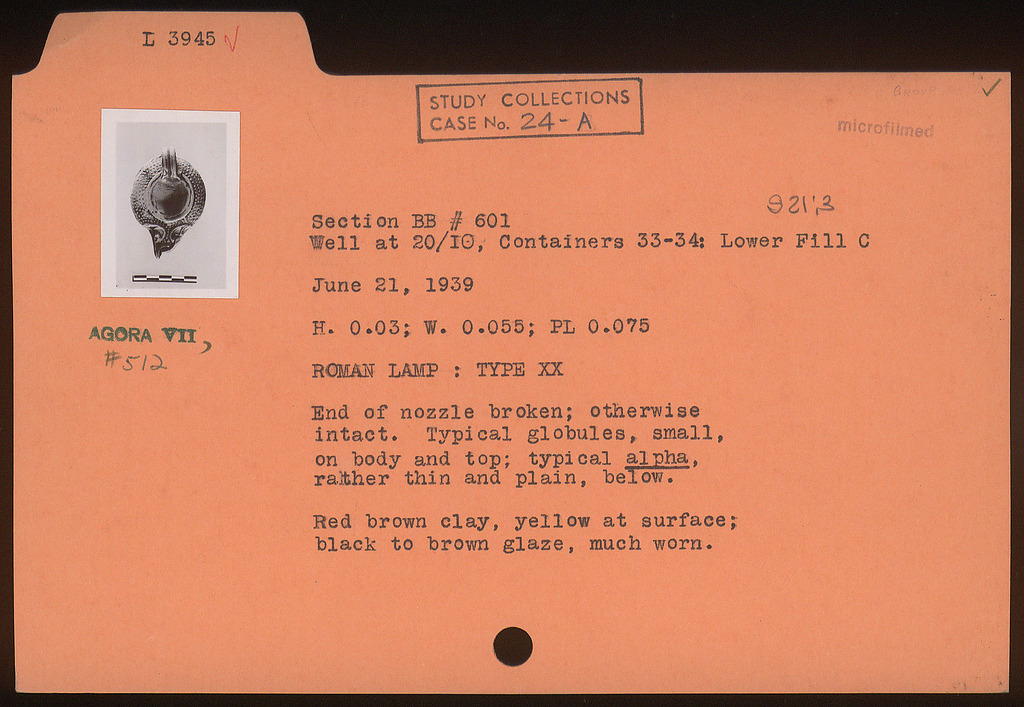 L 3945 ✓
STUDY COLLECTIONS
CASE No. 24-A
microfilmed
Section BB # 601
Well at 20/IO, Containers 33-34: Lower Fill C
June 21, 1939
H. 0.03; W. 0.055; PL 0.075
AGORA VII,
#512
ROMAN LAMP : TYPE XX
End of nozzle broken; otherwise
intact. Typical globules, small,
on body and top; typical alpha,
rather thin and plain, below.
Red brown clay, yellow at surface;
black to brown glaze, much worn.